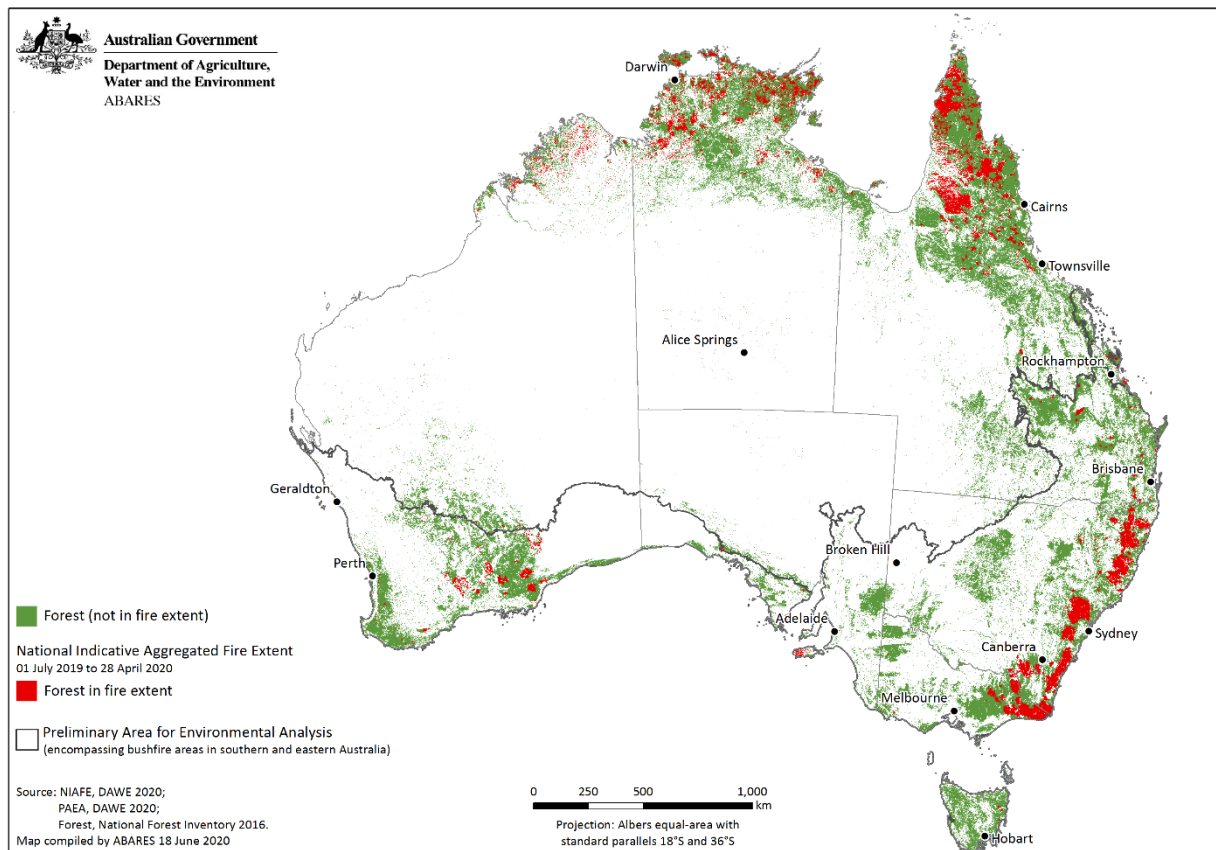 Australian Government
Department of Agriculture,
Water and the Environment
ABARES
Darwin
Cairns
Townsville
Alice Springs
Rockhampton
Brisbane
Geraldton
Broken Hill
Perth
Adelaide
Sydney
Canberra
Melbourne
Hobart
Forest (not in fire extent)
National Indicative Aggregated Fire Extent
01 July 2019 to 28 April 2020
Forest in fire extent
Preliminary Area for Environmental Analysis
(encompassing bushfire areas in southern and eastern Australia)
Source: NIAFE, DAWE 2020;
PAEA, DAWE 2020;
Forest, National Forest Inventory 2016.
Map compiled by ABARES 18 June 2020
0 250 500 1,000
km
Projection: Albers equal-area with
standard parallels 18°S and 36°S